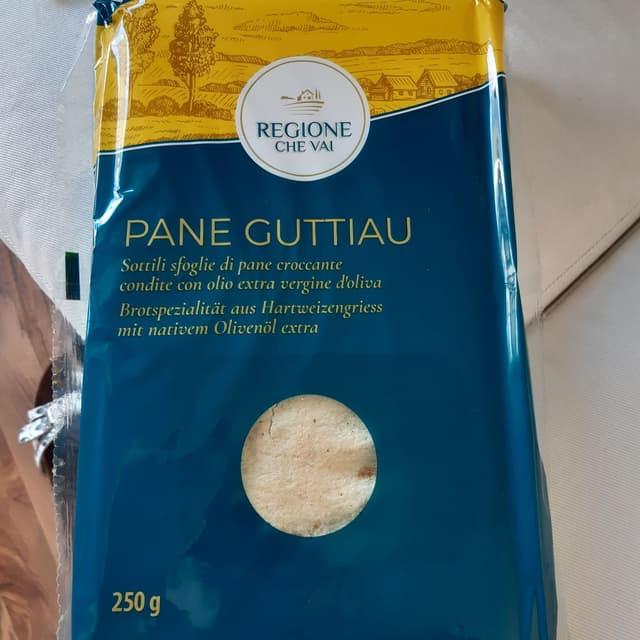 REGIONE
CHE VAI
PANE GUTTIAU
Sottili sfoglie di pane croccante
condite con olio extra vergine d'oliva
Brotspezialität aus Hartweizengriess
mit nativem Olivenöl extra
250 g